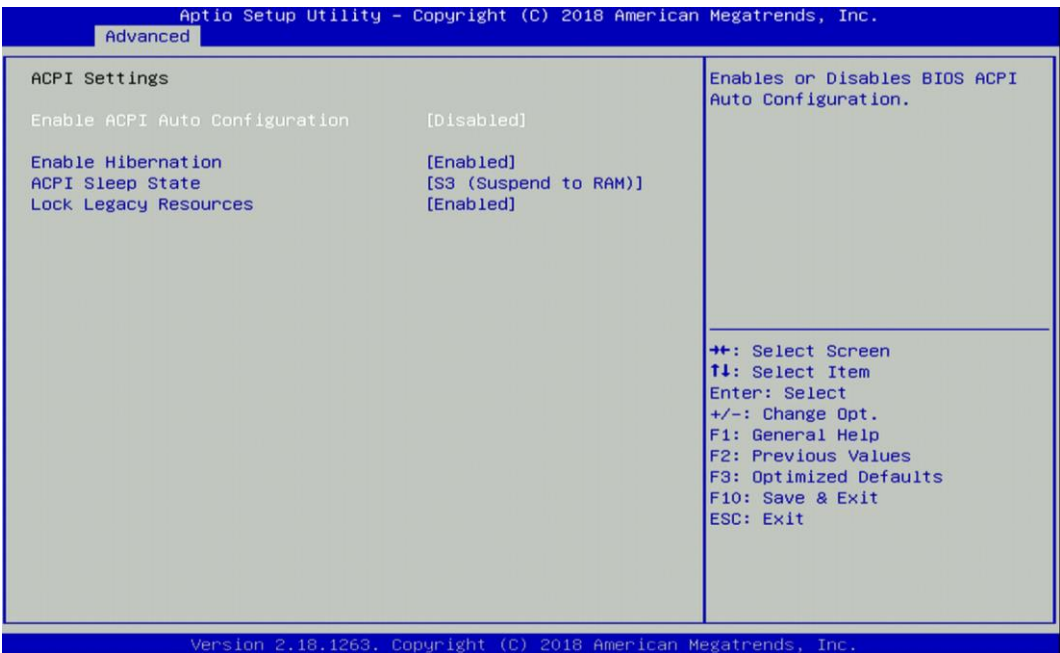 Aptio Setup Utility – Copyright (C) 2018 American Megatrends, Inc.
Advanced
ACPI Settings
Enable ACPI Auto Configuration [Disabled]
Enable Hibernation [Enabled]
ACPI Sleep State [S3 (Suspend to RAM)]
Lock Legacy Resources [Enabled]
Enables or Disables BIOS ACPI
Auto Configuration.
→←: Select Screen
↑↓: Select Item
Enter: Select
+/-: Change Opt.
F1: General Help
F2: Previous Values
F3: Optimized Defaults
F10: Save & Exit
ESC: Exit
Version 2.18.1263. Copyright (C) 2018 American Megatrends, Inc.